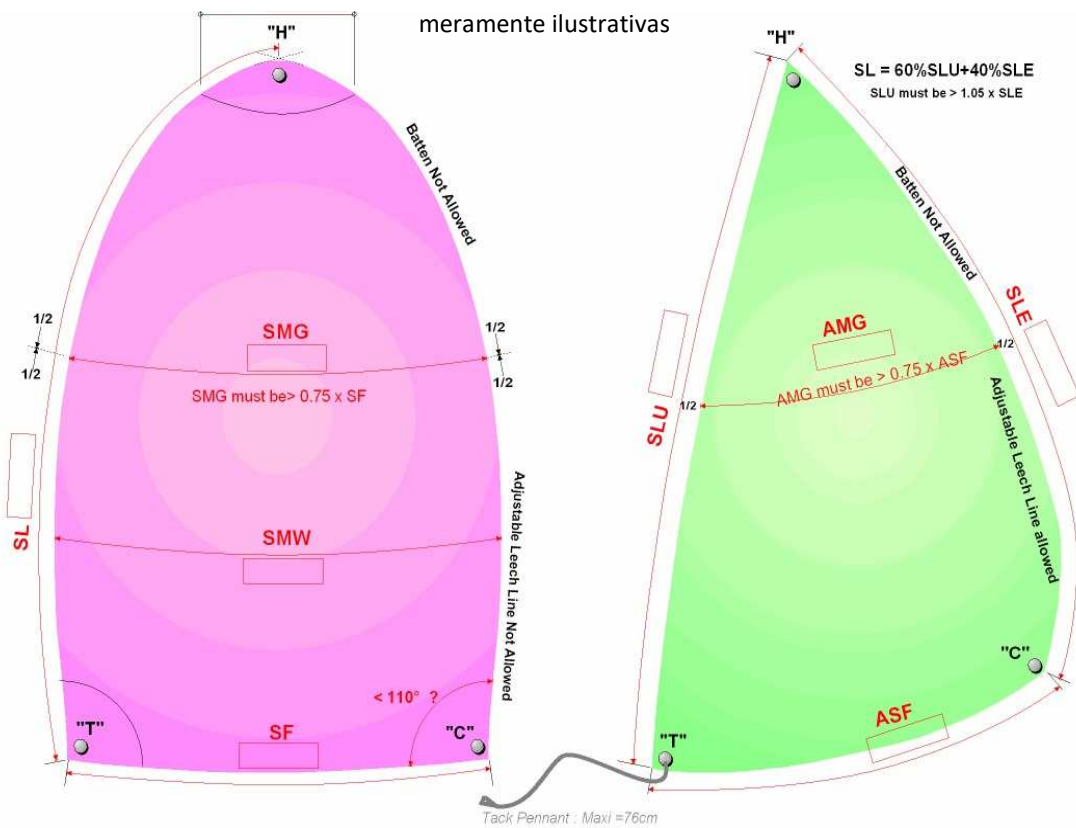 meramente ilustrativas
"H"
Batten Not Allowed
1/2
1/2
SMG
SMG must be> 0.75 x SF
1/2
1/2
SL
SMW
Adjustable Leech Line Not Allowed
< 110° ?
"T"
SF
"C"
"H"
SL = 60%SLU+40%SLE
SLU must be > 1.05 x SLE
Batten Not Allowed
SLE
AMG
AMG must be > 0.75 x ASF
1/2
1/2
SLU
Adjustable Leech Line allowed
"C"
"T"
ASF
Tack Pennant : Maxi =76cm